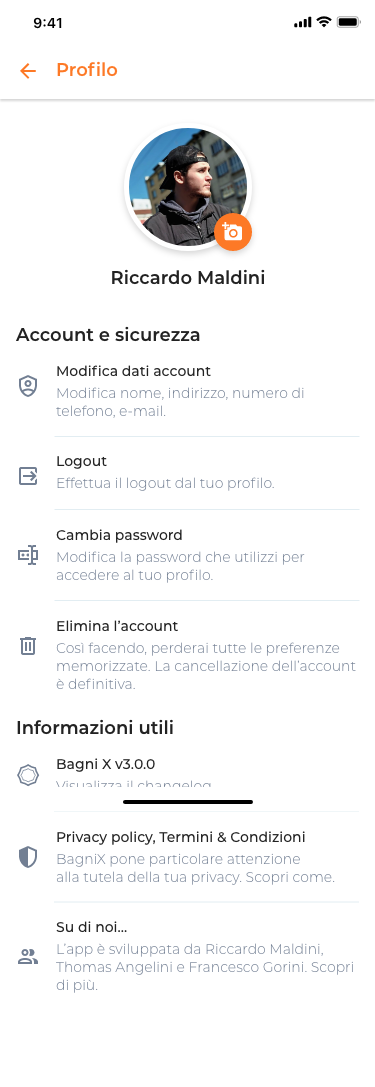 9:41
Profilo
Riccardo Maldini
Account e sicurezza
Modifica dati account
Modifica nome, indirizzo, numero di
telefono, e-mail.
Logout
Effettua il logout dal tuo profilo.
Cambia password
Modifica la password che utilizzi per
accedere al tuo profilo.
Elimina l'account
Così facendo, perderai tutte le preferenze
memorizzate. La cancellazione dell'account
è definitiva.
Informazioni utili
Bagni X v3.0.0
Visualizza il changelog
Privacy policy, Termini & Condizioni
BagniX pone particolare attenzione
alla tutela della tua privacy. Scopri come.
Su di noi...
L'app è sviluppata da Riccardo Maldini,
Thomas Angelini e Francesco Gorini. Scopri
di più.